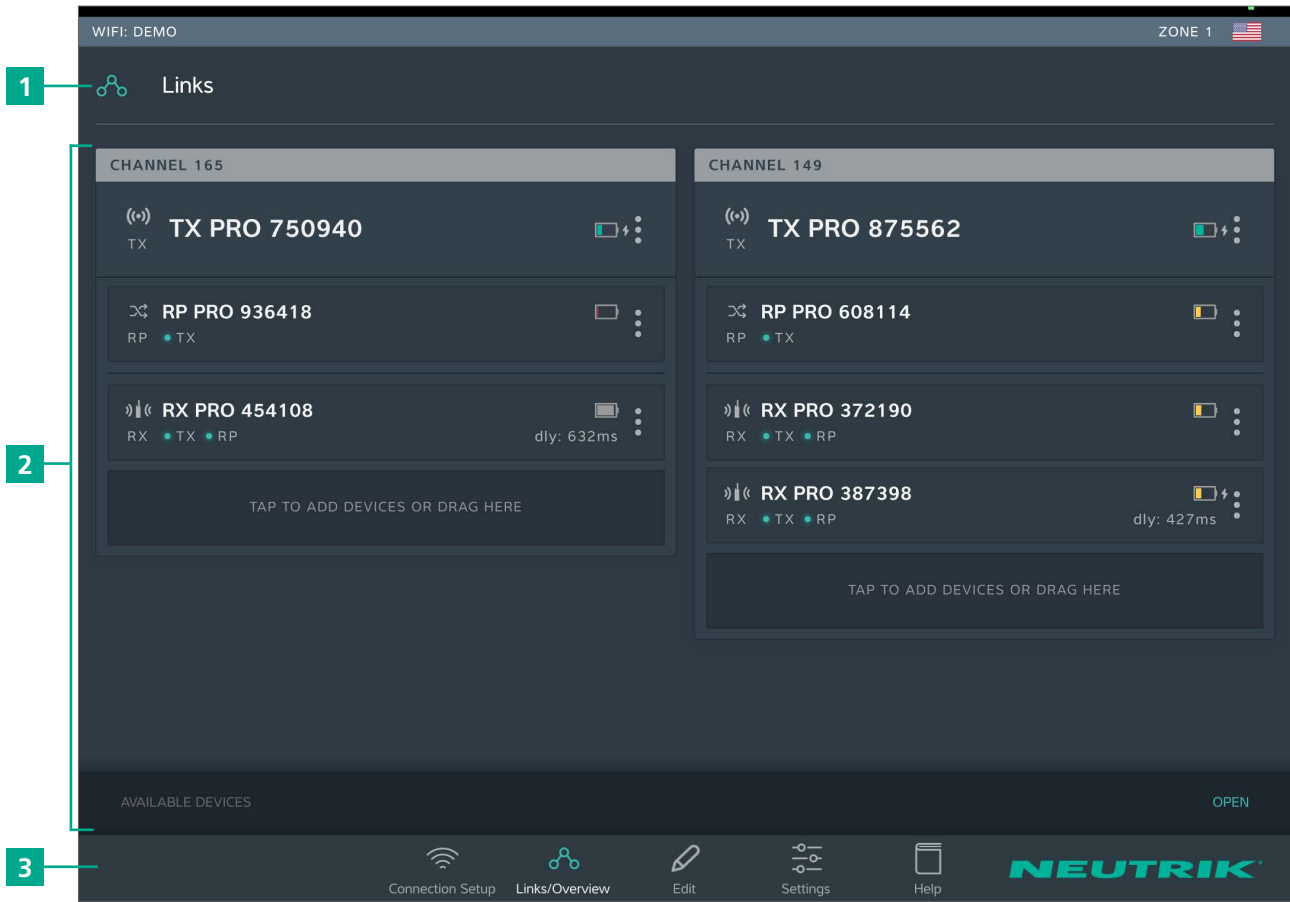 WIFI: DEMO
ZONE 1
1
Links
2
CHANNEL 165
TX PRO 750940
TX
RP PRO 936418
RP TX
RX PRO 454108
RX TX RP
dly: 632ms
TAP TO ADD DEVICES OR DRAG HERE
CHANNEL 149
TX PRO 875562
TX
RP PRO 608114
RP TX
RX PRO 372190
RX TX RP
RX PRO 387398
RX TX RP
dly: 427ms
TAP TO ADD DEVICES OR DRAG HERE
AVAILABLE DEVICES
OPEN
3
Connection Setup
Links/Overview
Edit
Settings
Help
NEUTRIK